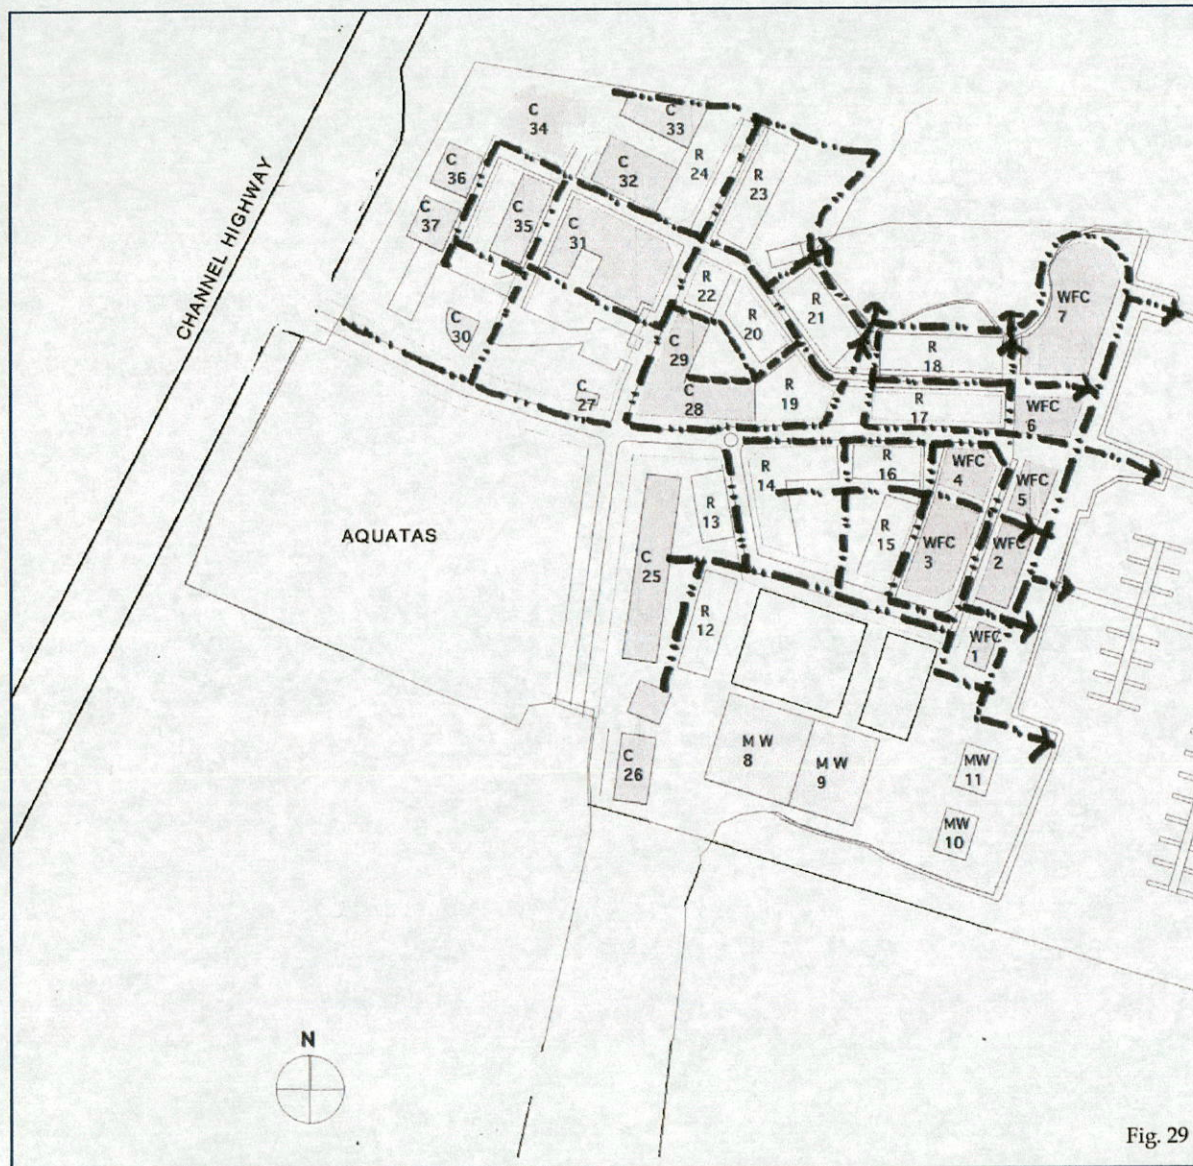 CHANNEL HIGHWAY
C
34
C
33
C
36
C
32
R
24
R
23
C
37
C
35
C
31
R
22
R
21
WFC
7
C
30
R
20
C
29
R
18
C
27
C
28
R
19
R
17
WFC
6
R
14
R
16
WFC
4
WFC
5
R
13
AQUATAS
R
15
WFC
3
WFC
2
C
25
R
12
WFC
1
C
26
M W
8
M W
9
MW
11
MW
10
N
Fig. 29